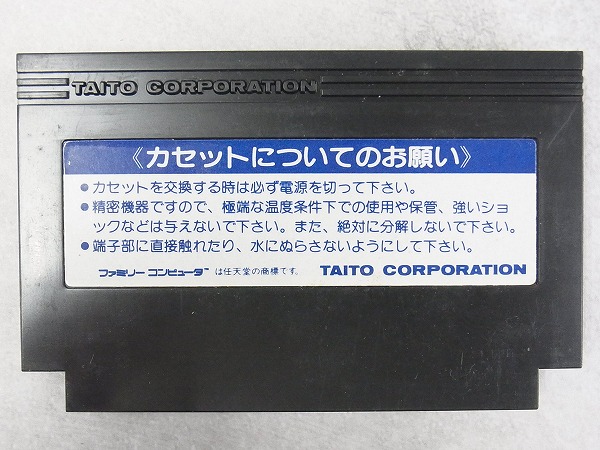 TAITO CORPORATION
《カセットについてのお願い》
●カセットを交換する時は必ず電源を切って下さい。
●精密機器ですので、極端な温度条件下での使用や保管、強いショ
ックなどは与えないで下さい。また、絶対に分解しないで下さい。
●端子部に直接触れたり、水にぬらさないようにして下さい。
ファミリーコンピュータ™は任天堂の商標です。 TAITO CORPORATION